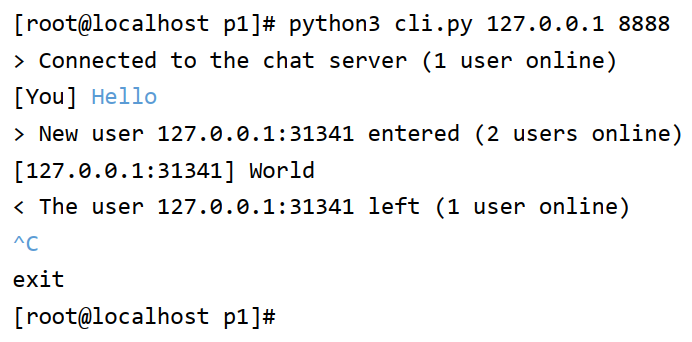 [root@localhost p1]# python3 cli.py 127.0.0.1 8888
> Connected to the chat server (1 user online)
[You] Hello
> New user 127.0.0.1:31341 entered (2 users online)
[127.0.0.1:31341] World
< The user 127.0.0.1:31341 left (1 user online)
^C
exit
[root@localhost p1]#